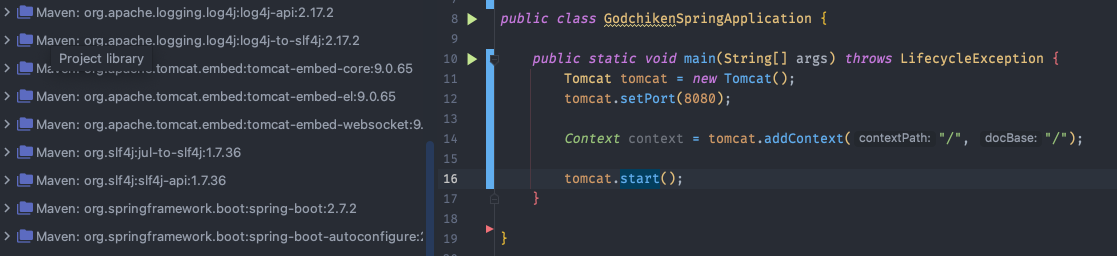 Maven: org.apache.logging.log4j:log4j-api:2.17.2
Maven: org.apache.logging.log4j:log4j-to-slf4j:2.17.2
Project library
Maven: org.apache.tomcat.embed:tomcat-embed-core:9.0.65
Maven: org.apache.tomcat.embed:tomcat-embed-el:9.0.65
Maven: org.apache.tomcat.embed:tomcat-embed-websocket:9.
Maven: org.slf4j:jul-to-slf4j:1.7.36
Maven: org.slf4j:slf4j-api:1.7.36
Maven: org.springframework.boot:spring-boot:2.7.2
Maven: org.springframework.boot:spring-boot-autoconfigure:
8 public class GodchikenSpringApplication {
9
10 public static void main(String[] args) throws LifecycleException {
11 Tomcat tomcat = new Tomcat();
12 tomcat.setPort(8080);
13
14 Context context = tomcat.addContext( contextPath: "/", docBase: "/");
15
16 tomcat.start();
17 }
18
19 }